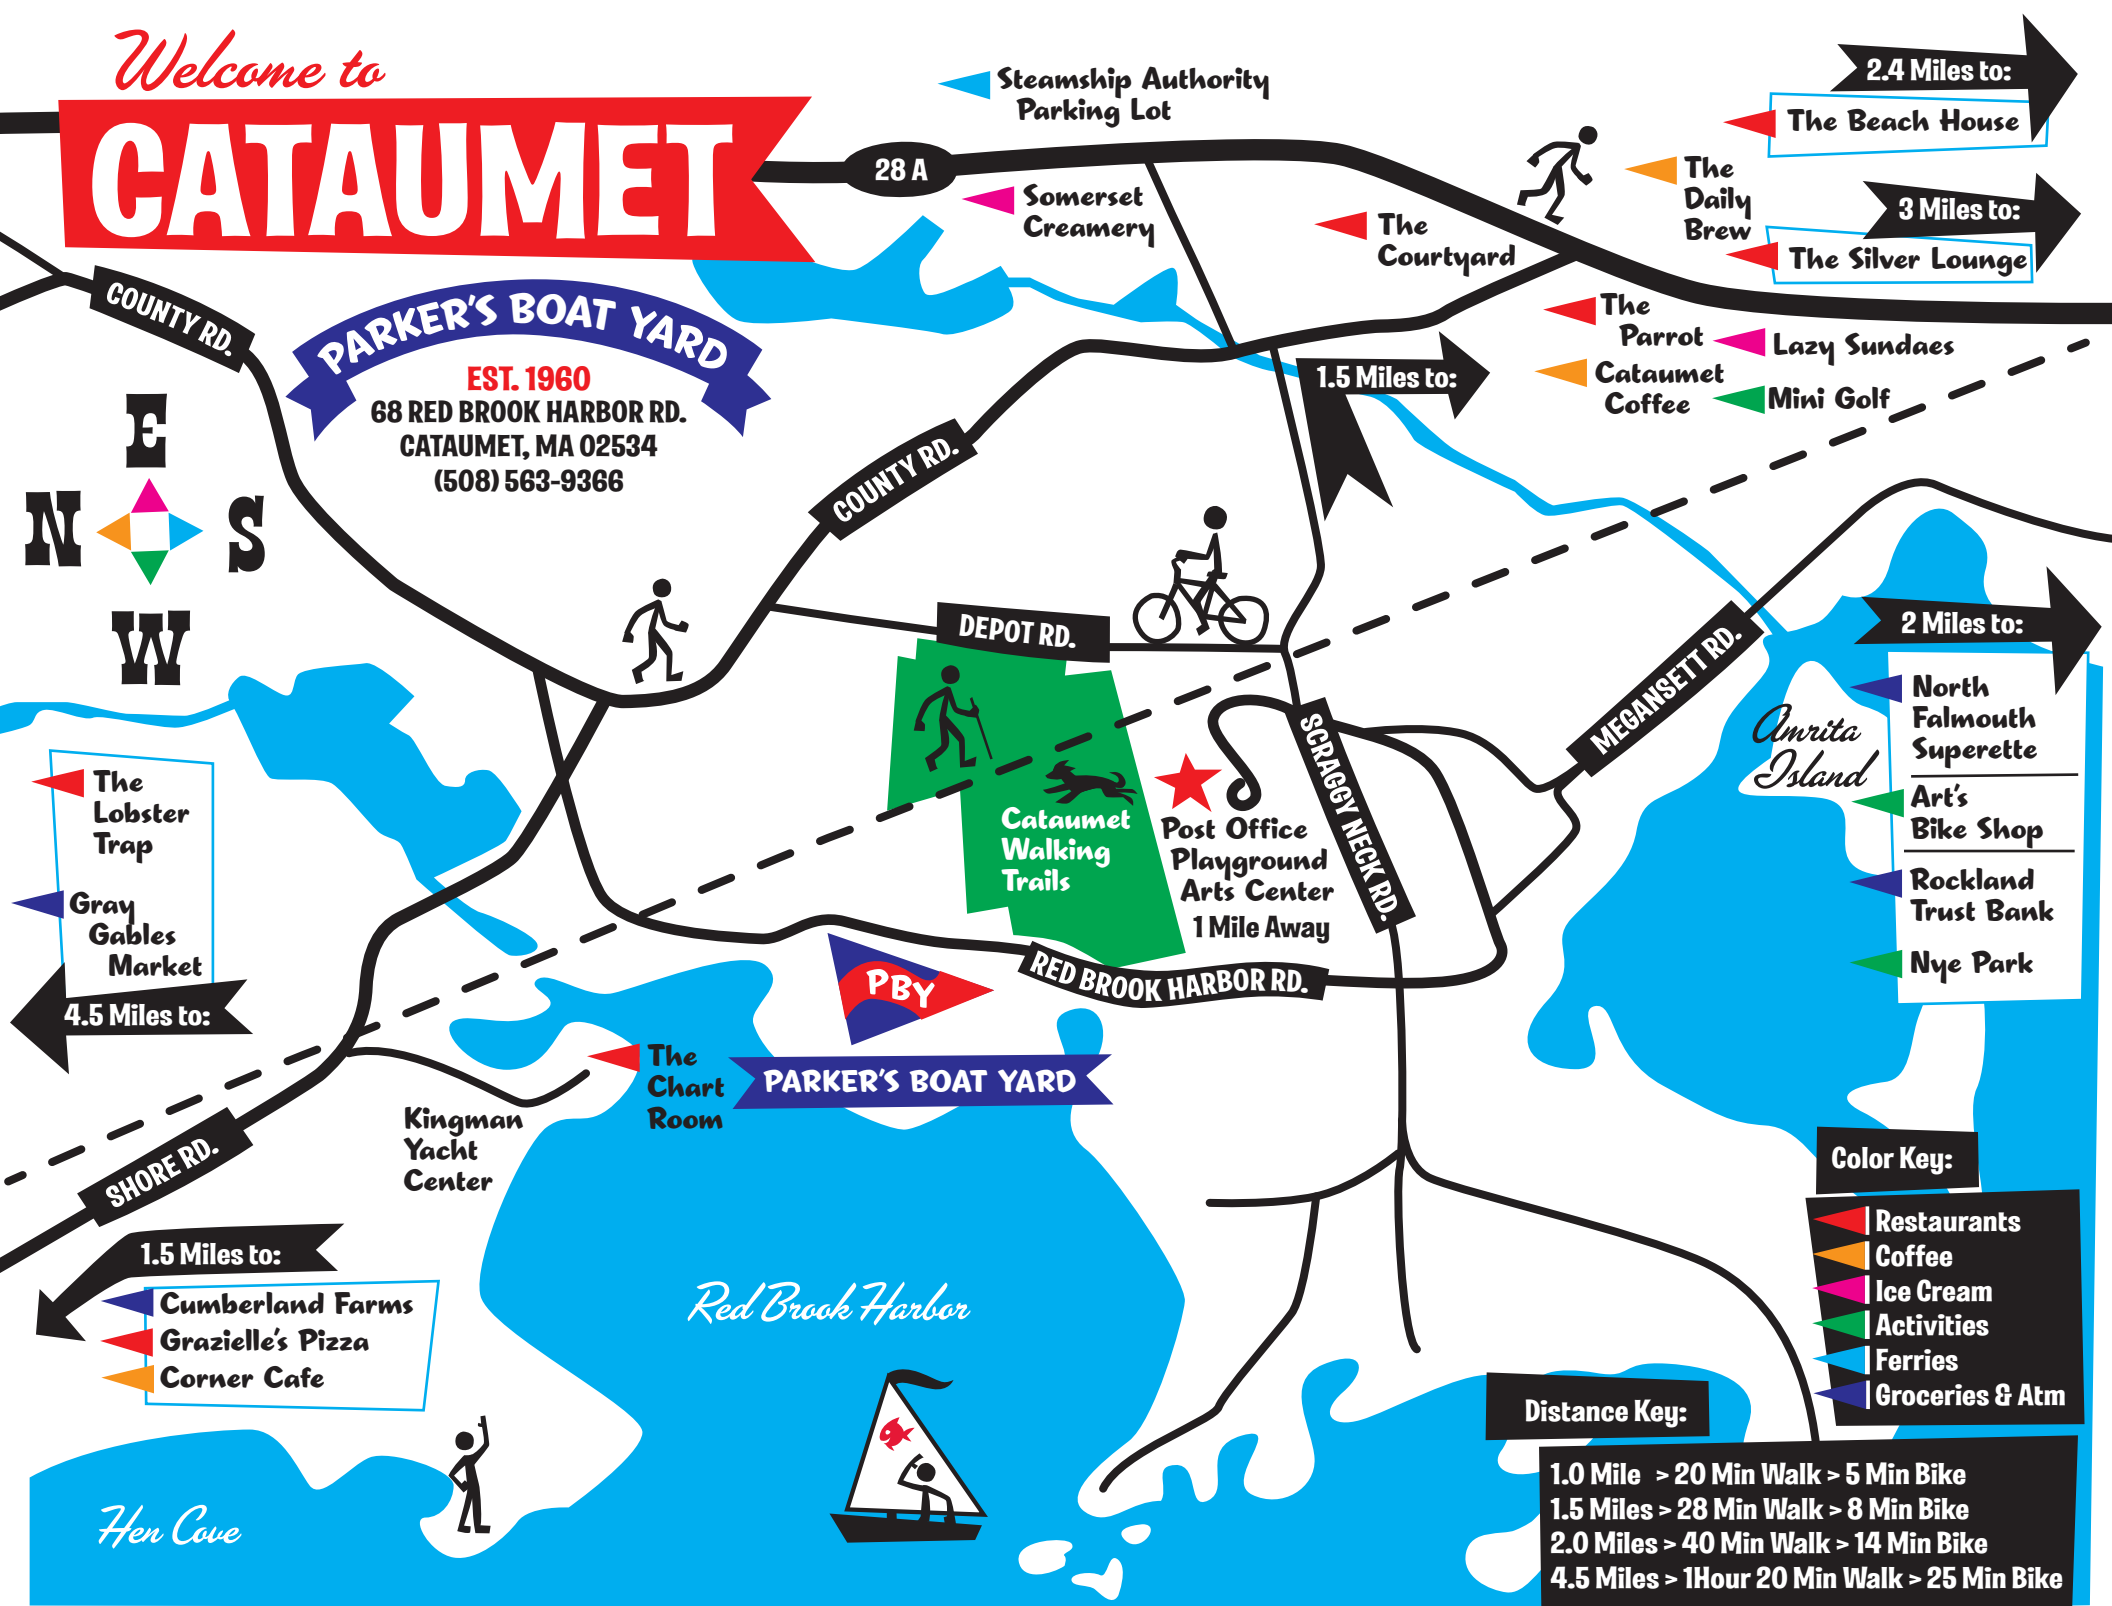 Welcome to
CATAUMET
28 A
Steamship Authority
Parking Lot
Somerset
Creamery
The
Courtyard
2.4 Miles to:
The Beach House
The
Daily
Brew
3 Miles to:
The Silver Lounge
COUNTY RD.
PARKER'S BOAT YARD
EST. 1960
68 RED BROOK HARBOR RD.
CATAUMET, MA 02534
(508) 563-9366
1.5 Miles to:
The
Parrot
Lazy Sundaes
Cataumet
Coffee
Mini Golf
E
N
S
W
COUNTY RD.
DEPOT RD.
MEGANSETT RD.
2 Miles to:
North
Falmouth
Superette
Art's
Bike Shop
Rockland
Trust Bank
Nye Park
Amrita
Island
SCRAGGY NECK RD.
The
Lobster
Trap
Gray
Gables
Market
4.5 Miles to:
Cataumet
Walking
Trails
Post Office
Playground
Arts Center
1 Mile Away
RED BROOK HARBOR RD.
PBY
The
Chart
Room
PARKER'S BOAT YARD
Kingman
Yacht
Center
SHORE RD.
1.5 Miles to:
Cumberland Farms
Grazielle's Pizza
Corner Cafe
Red Brook Harbor
Hen Cove
Color Key:
Restaurants
Coffee
Ice Cream
Activities
Ferries
Groceries & Atm
Distance Key:
1.0 Mile > 20 Min Walk > 5 Min Bike
1.5 Miles > 28 Min Walk > 8 Min Bike
2.0 Miles > 40 Min Walk > 14 Min Bike
4.5 Miles > 1Hour 20 Min Walk > 25 Min Bike